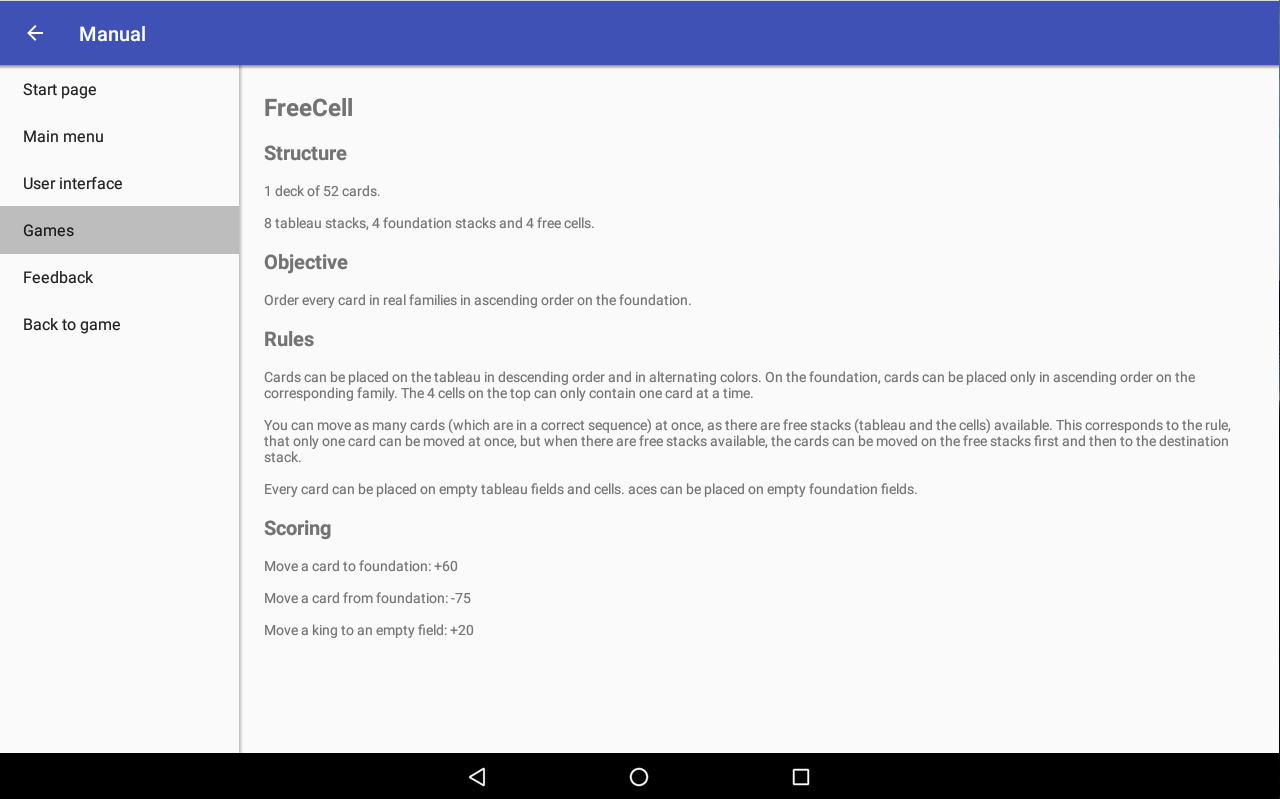 Manual
Start page
Main menu
User interface
Games
Feedback
Back to game
FreeCell
Structure
1 deck of 52 cards.
8 tableau stacks, 4 foundation stacks and 4 free cells.
Objective
Order every card in real families in ascending order on the foundation.
Rules
Cards can be placed on the tableau in descending order and in alternating colors. On the foundation, cards can be placed only in ascending order on the
corresponding family. The 4 cells on the top can only contain one card at a time.
You can move as many cards (which are in a correct sequence) at once, as there are free stacks (tableau and the cells) available. This corresponds to the rule,
that only one card can be moved at once, but when there are free stacks available, the cards can be moved on the free stacks first and then to the destination
stack.
Every card can be placed on empty tableau fields and cells. aces can be placed on empty foundation fields.
Scoring
Move a card to foundation: +60
Move a card from foundation: -75
Move a king to an empty field: +20